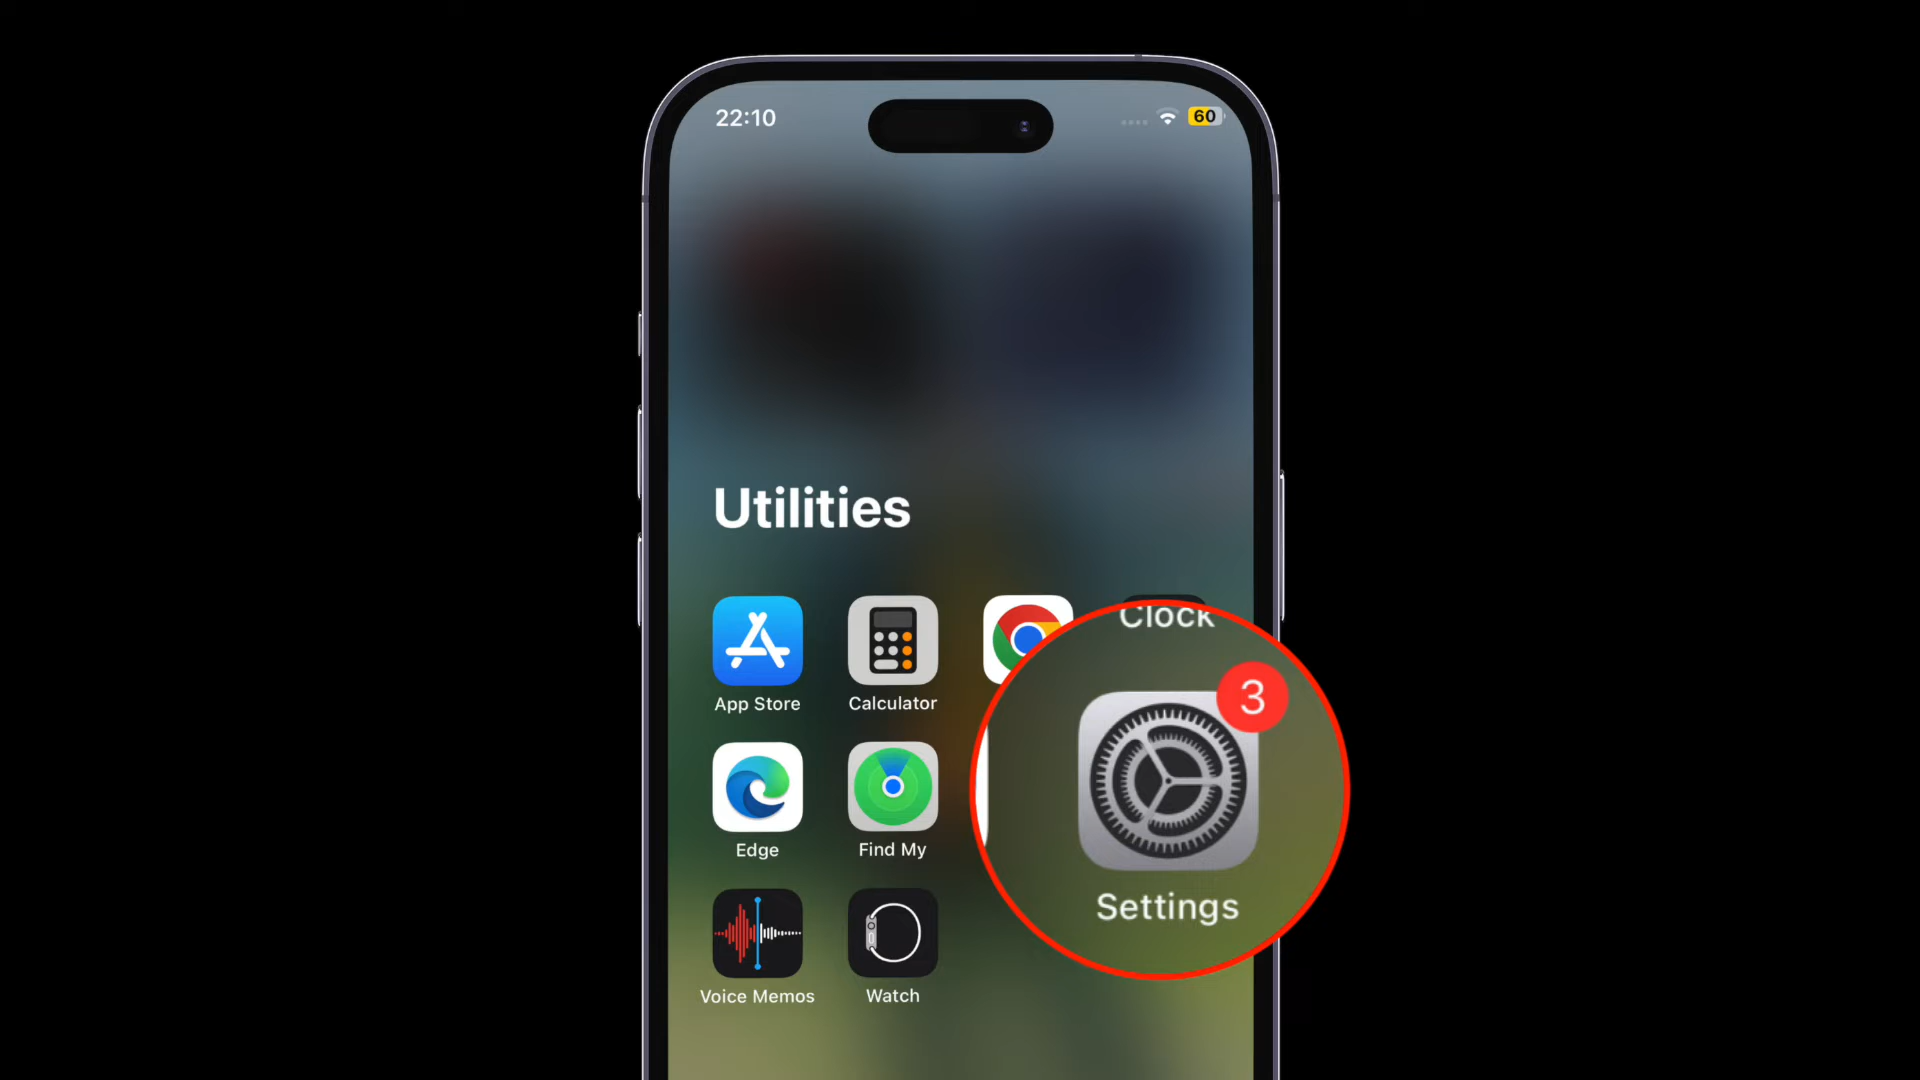 22:10
60
Utilities
Clock
3
App Store
Calculator
Settings
Edge
Find My
Voice Memos
Watch